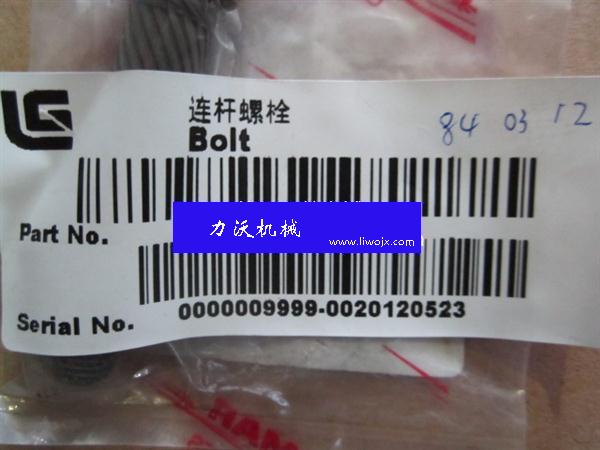 连杆螺栓
Bolt
84 03 12
Part No.
力沃机械
www.liwojx.com
Serial No.
0000009999-0020120523
HAN